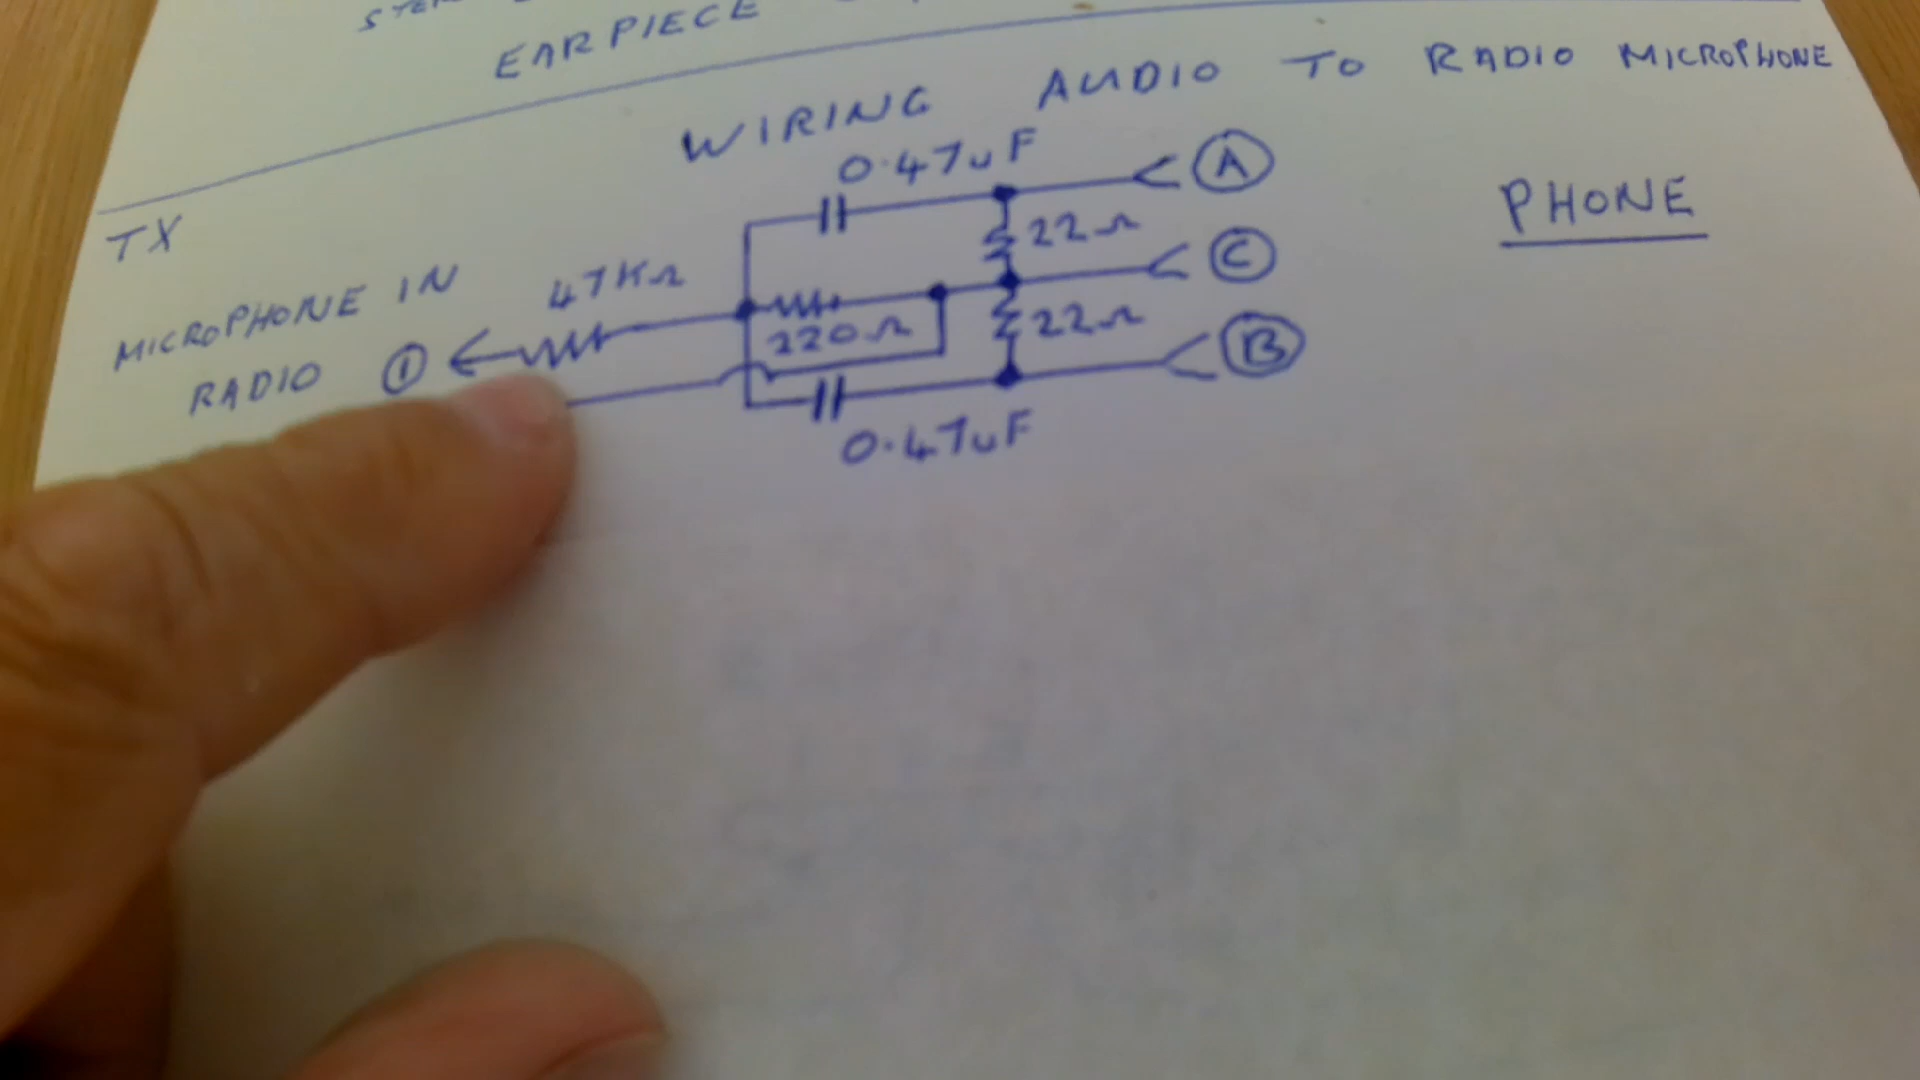 EARPIECE
WIRING AUDIO TO RADIO MICROPHONE
TX
0.47uF
A
PHONE
22Ω
MICROPHONE IN
47KΩ
C
220Ω
22Ω
RADIO 1
B
0.47uF